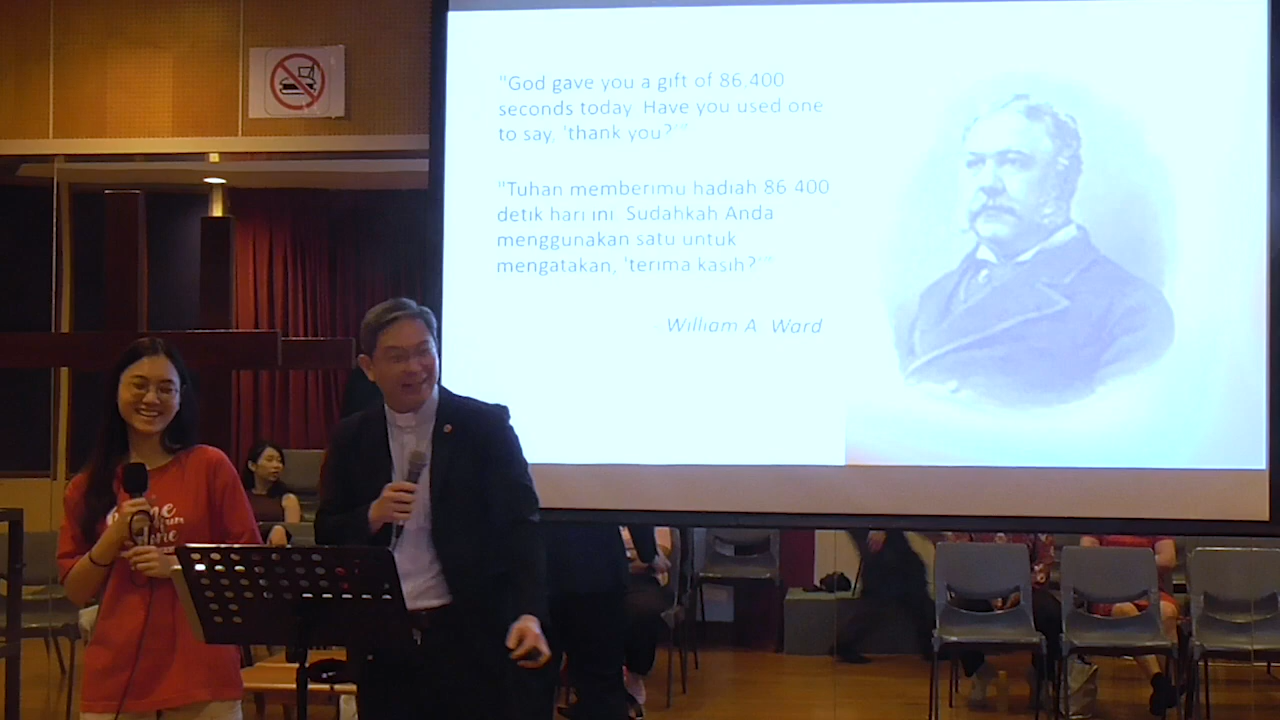 "God gave you a gift of 86.400
seconds today. Have you used one
to say, 'thank you?'"
"Tuhan memberimu hadiah 86.400
detik hari ini. Sudahkah Anda
menggunakan satu untuk
mengatakan, 'terima kasih?'"
- William A. Ward